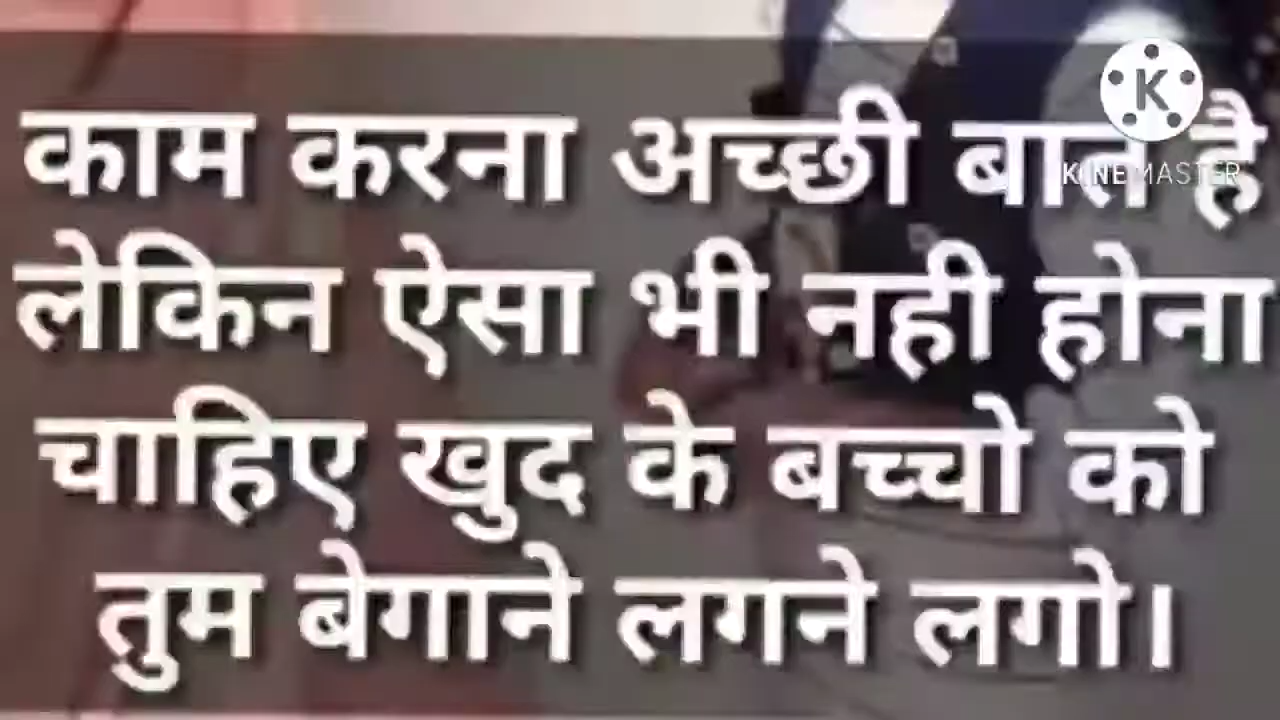 काम करना अच्छी बात है
लेकिन ऐसा भी नही होना
चाहिए खुद के बच्चो को
तुम बेगाने लगने लगो।
K
KINEMASTER